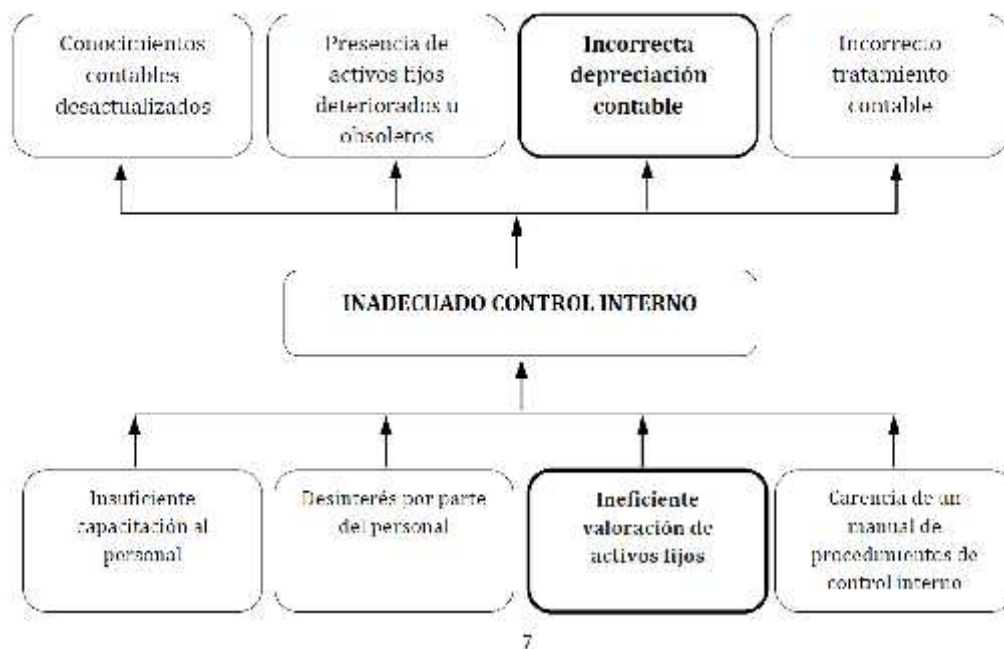 Conocimientos
contables
desactualizados
Presencia de
activos fijos
deteriorados u
obsoletos
Incorrecta
depreciación
contable
Incorrecto
tratamiento
contable
INADECUADO CONTROL INTERNO
Insuficiente
capacitación al
personal
Desinterés por parte
del personal
Ineficiente
valoración de
activos fijos
Carencia de un
manual de
procedimientos de
control interno
7